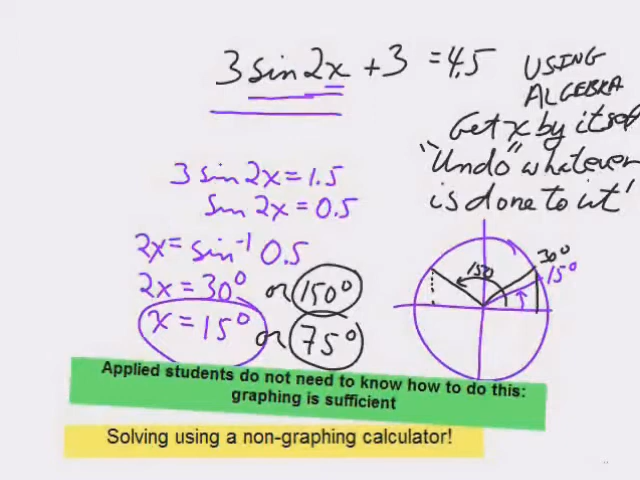 3 sin 2x + 3 = 4.5
USING
ALGEBRA
Get x by itself
"Undo" whatever
is done to it'
3 sin 2x = 1.5
sin 2x = 0.5
2x = sin⁻¹ 0.5
2x = 30° or 150°
x = 15° or 75°
150
30°
15°
Applied students do not need to know how to do this:
graphing is sufficient
Solving using a non-graphing calculator!